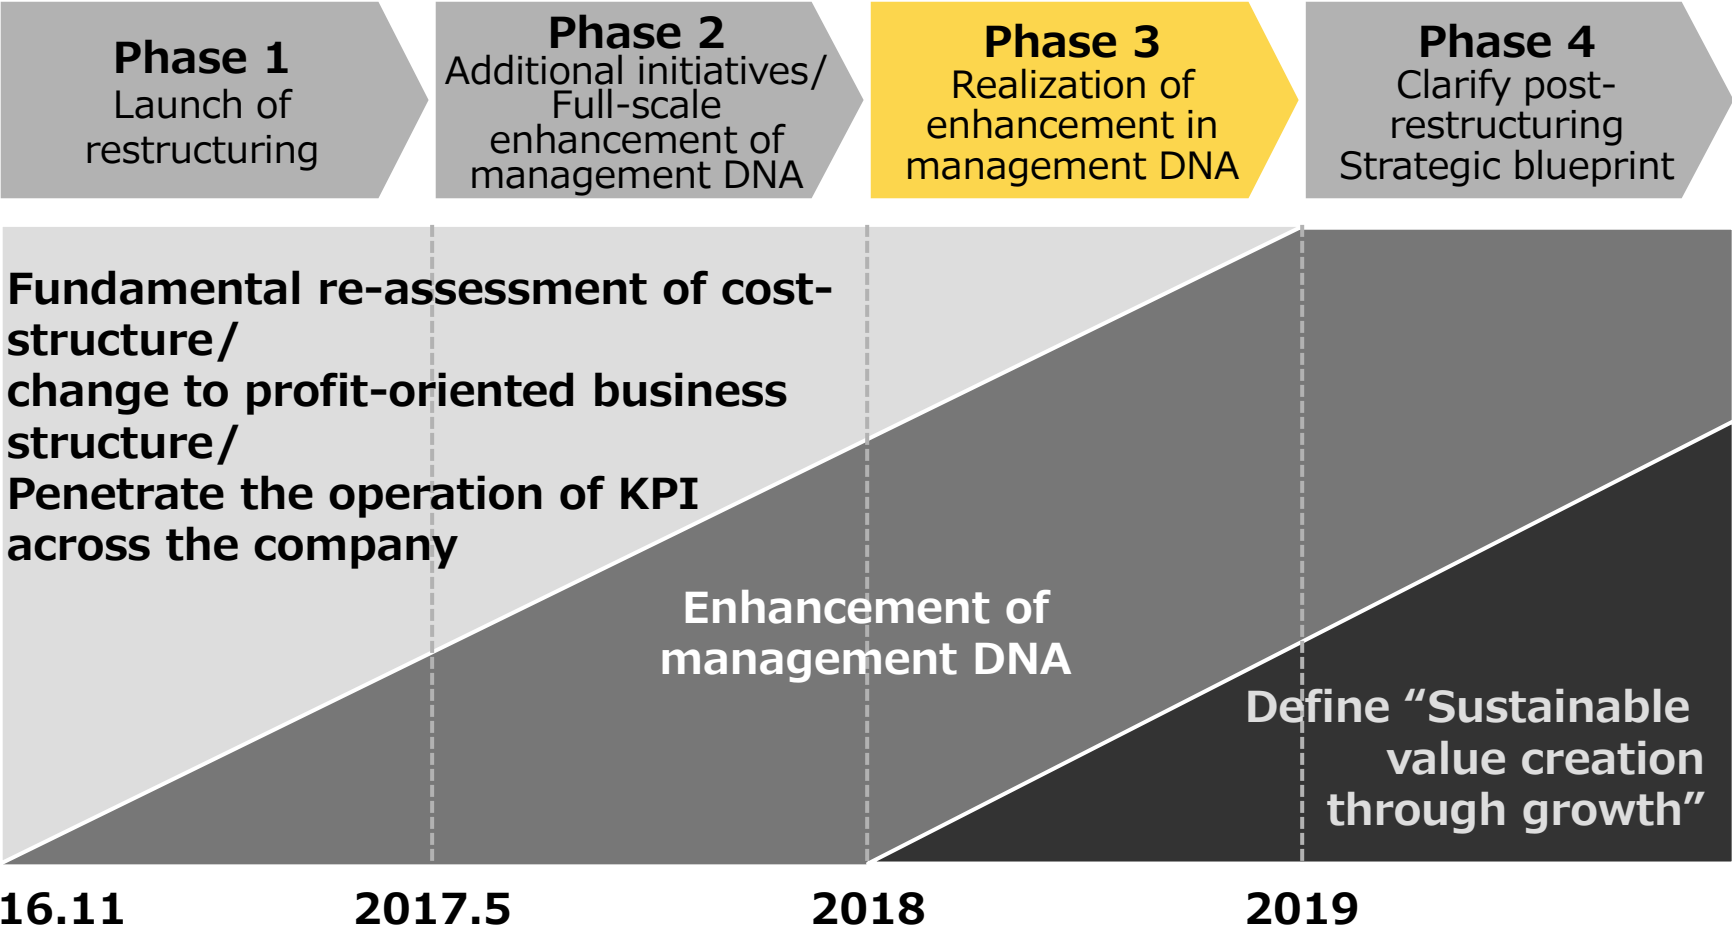 Phase 1
Launch of
restructuring
Phase 2
Additional initiatives/
Full-scale
enhancement of
management DNA
Phase 3
Realization of
enhancement in
management DNA
Phase 4
Clarify post-
restructuring
Strategic blueprint
Fundamental re-assessment of cost-
structure/
change to profit-oriented business
structure/
Penetrate the operation of KPI
across the company
Enhancement of
management DNA
Define “Sustainable
value creation
through growth”
16.11
2017.5
2018
2019